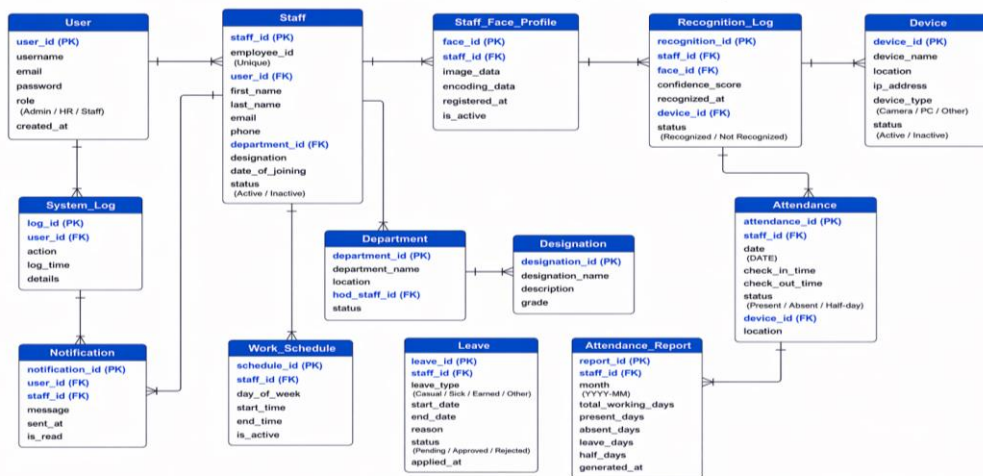 User
user_id (PK)
username
email
password
role
(Admin / HR / Staff)
created_at
Staff
staff_id (PK)
employee_id
(Unique)
user_id (FK)
first_name
last_name
email
phone
department_id (FK)
designation
date_of_joining
status
(Active / Inactive)
Staff_Face_Profile
face_id (PK)
staff_id (FK)
image_data
encoding_data
registered_at
is_active
Recognition_Log
recognition_id (PK)
staff_id (FK)
face_id (FK)
confidence_score
recognized_at
device_id (FK)
status
(Recognized / Not Recognized)
Device
device_id (PK)
device_name
location
ip_address
device_type
(Camera / PC / Other)
status
(Active / Inactive)
System_Log
log_id (PK)
user_id (FK)
action
log_time
details
Department
department_id (PK)
department_name
location
hod_staff_id (FK)
status
Designation
designation_id (PK)
designation_name
description
grade
Attendance
attendance_id (PK)
staff_id (FK)
date
(DATE)
check_in_time
check_out_time
status
(Present / Absent / Half-day)
device_id (FK)
location
Notification
notification_id (PK)
user_id (FK)
staff_id (FK)
message
sent_at
is_read
Work_Schedule
schedule_id (PK)
staff_id (FK)
day_of_week
start_time
end_time
is_active
Leave
leave_id (PK)
staff_id (FK)
leave_type
(Casual / Sick / Earned / Other)
start_date
end_date
reason
status
(Pending / Approved / Rejected)
applied_at
Attendance_Report
report_id (PK)
staff_id (FK)
month
(YYYY-MM)
total_working_days
present_days
absent_days
leave_days
half_days
generated_at